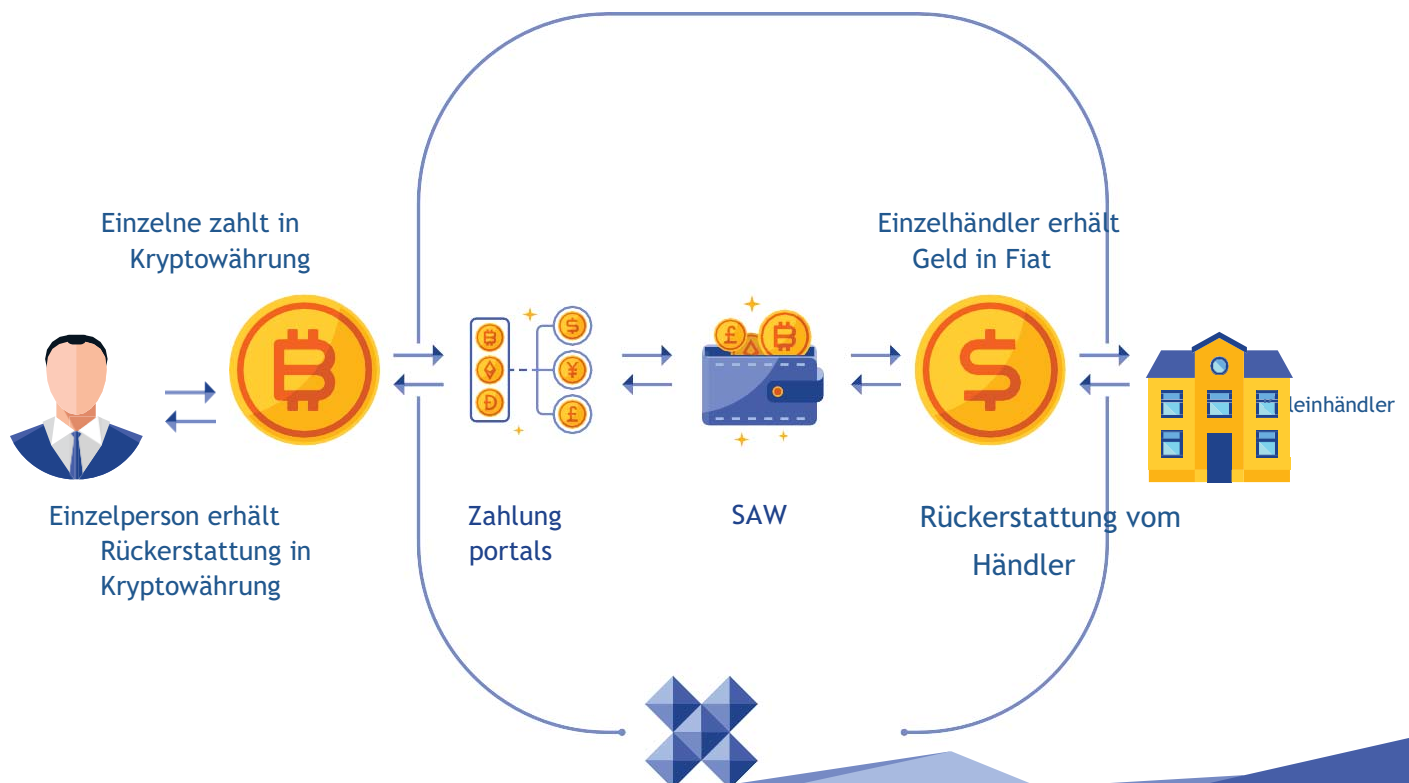 Einzelne zahlt in
Kryptowährung
Einzelhändler erhält
Geld in Fiat
leinhändler
Einzelperson erhält
Rückerstattung in
Kryptowährung
Zahlung
portals
SAW
Rückerstattung vom
Händler